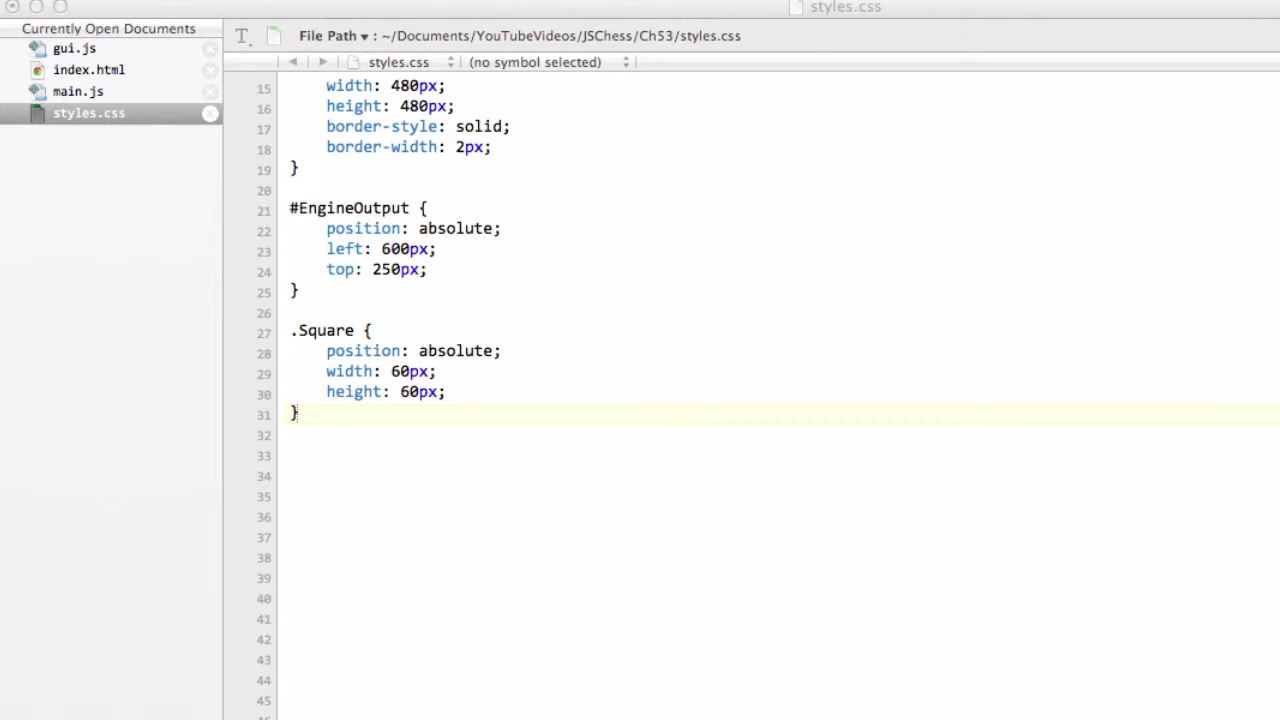 styles.css
Currently Open Documents
gui.js
index.html
main.js
styles.css
File Path ▾ : ~/Documents/YouTubeVideos/JSChess/Ch53/styles.css
styles.css (no symbol selected)
15 width: 480px;
16 height: 480px;
17 border-style: solid;
18 border-width: 2px;
19 }
20
21 #EngineOutput {
22 position: absolute;
23 left: 600px;
24 top: 250px;
25 }
26
27 .Square {
28 position: absolute;
29 width: 60px;
30 height: 60px;
31 }
32
33
34
35
36
37
38
39
40
41
42
43
44
45